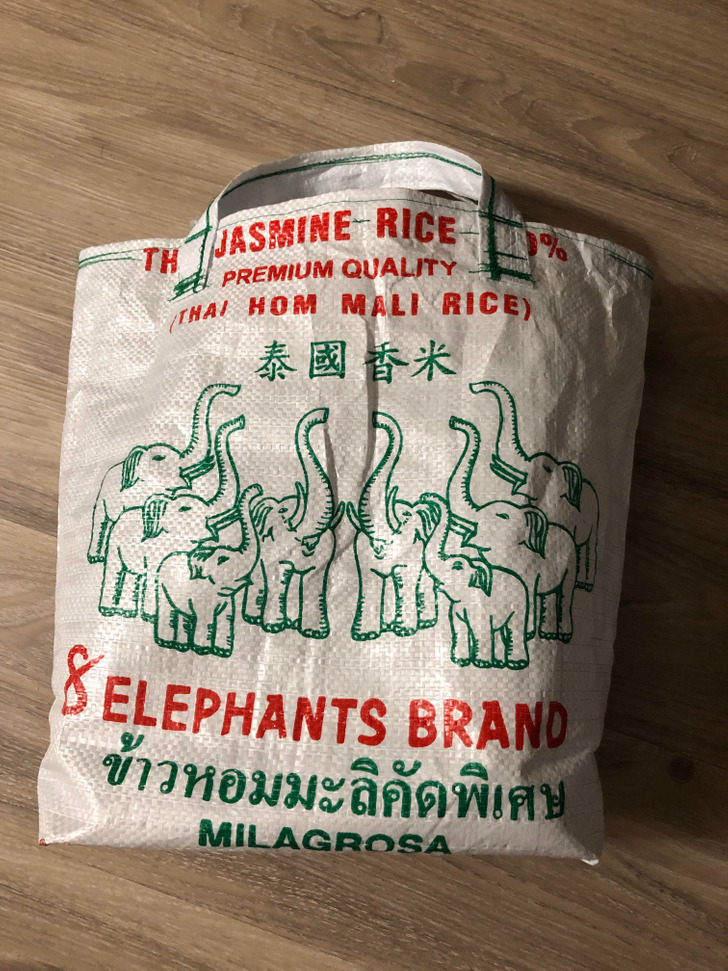 JASMINE RICE
PREMIUM QUALITY
(THAI HOM MALI RICE)
泰國香米
8 ELEPHANTS BRAND
ข้าวหอมมะลิคัดพิเศษ
MILAGROSA